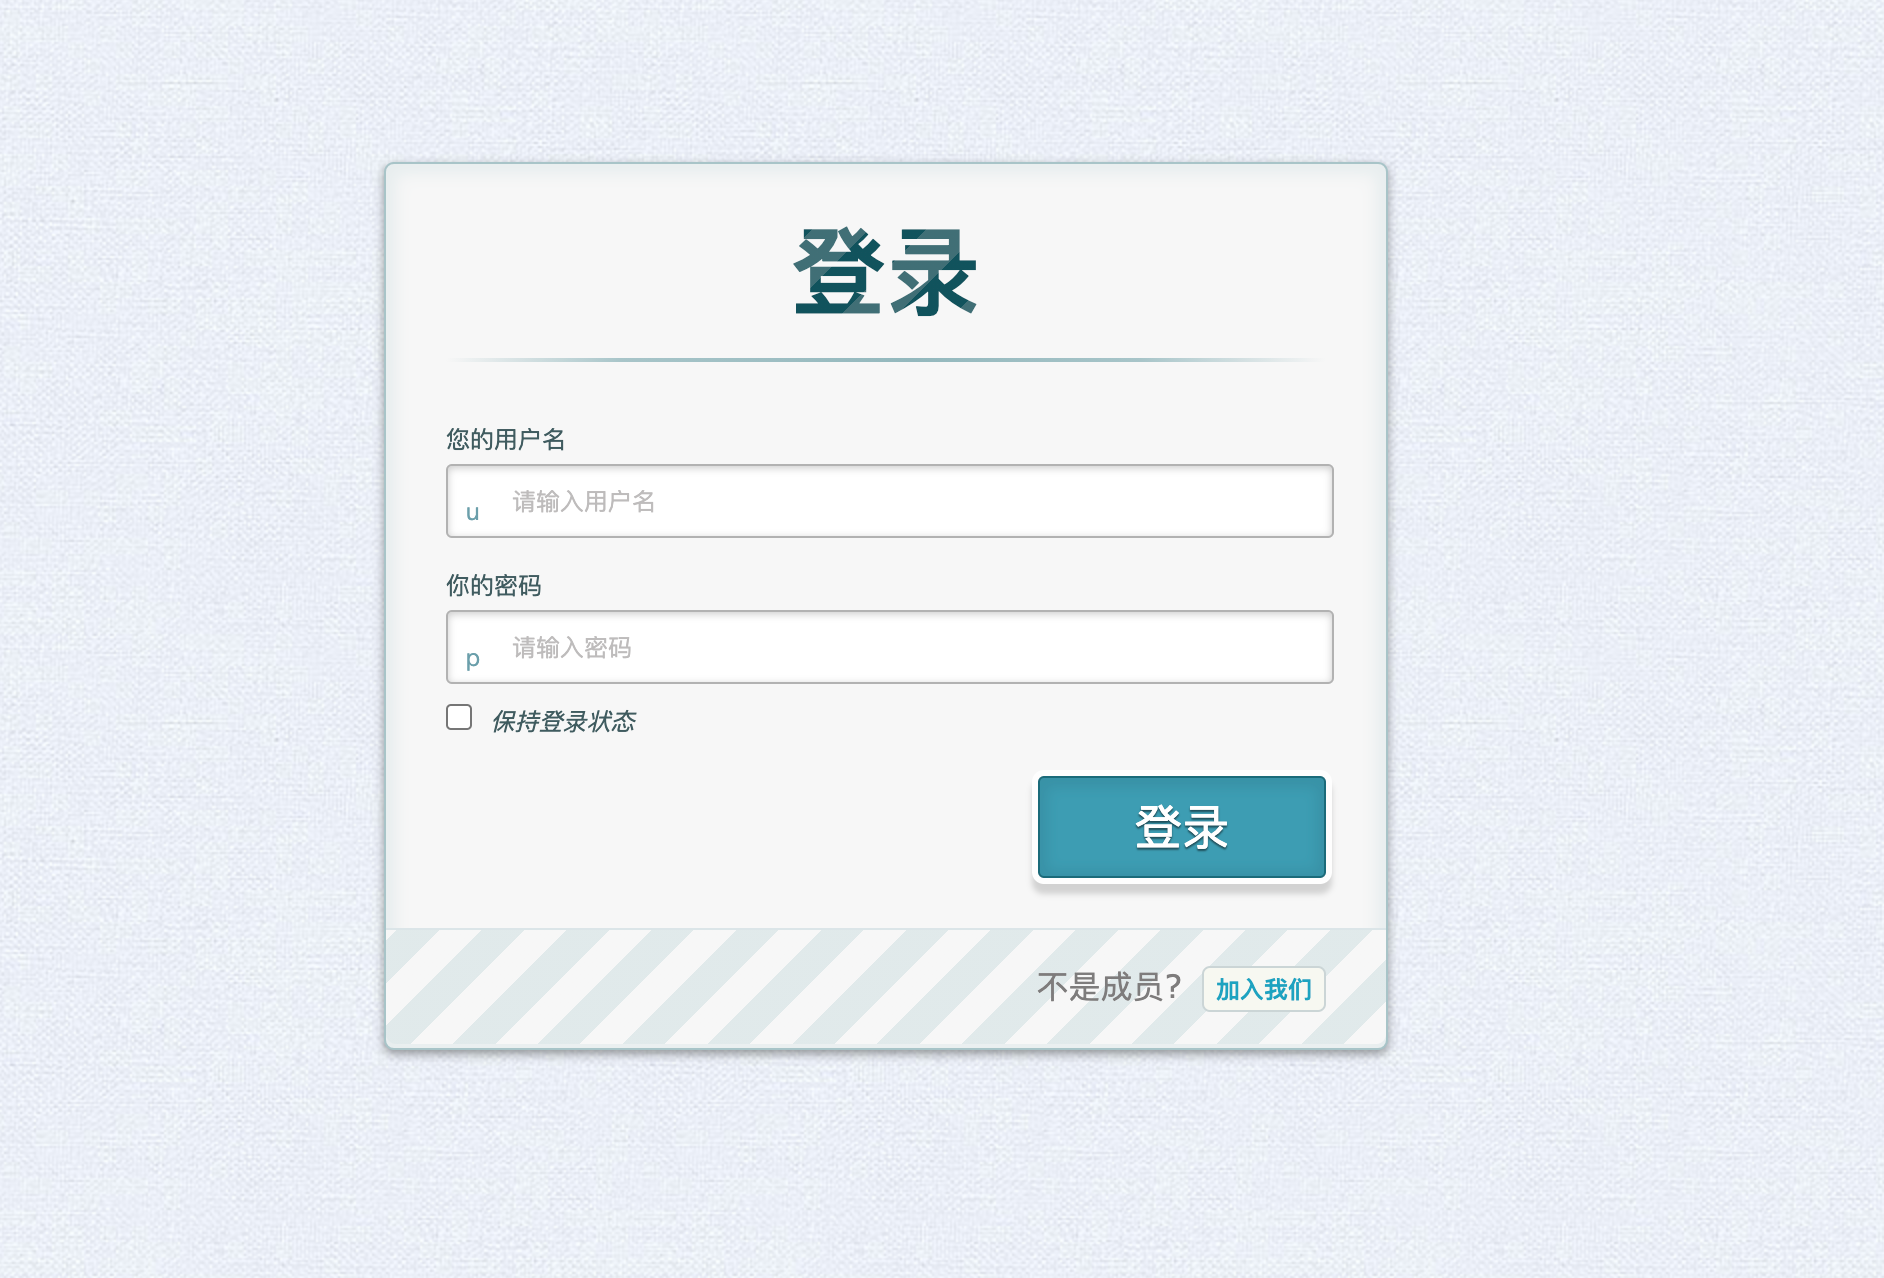 登录
您的用户名
u 请输入用户名
你的密码
p 请输入密码
保持登录状态
登录
不是成员? 加入我们